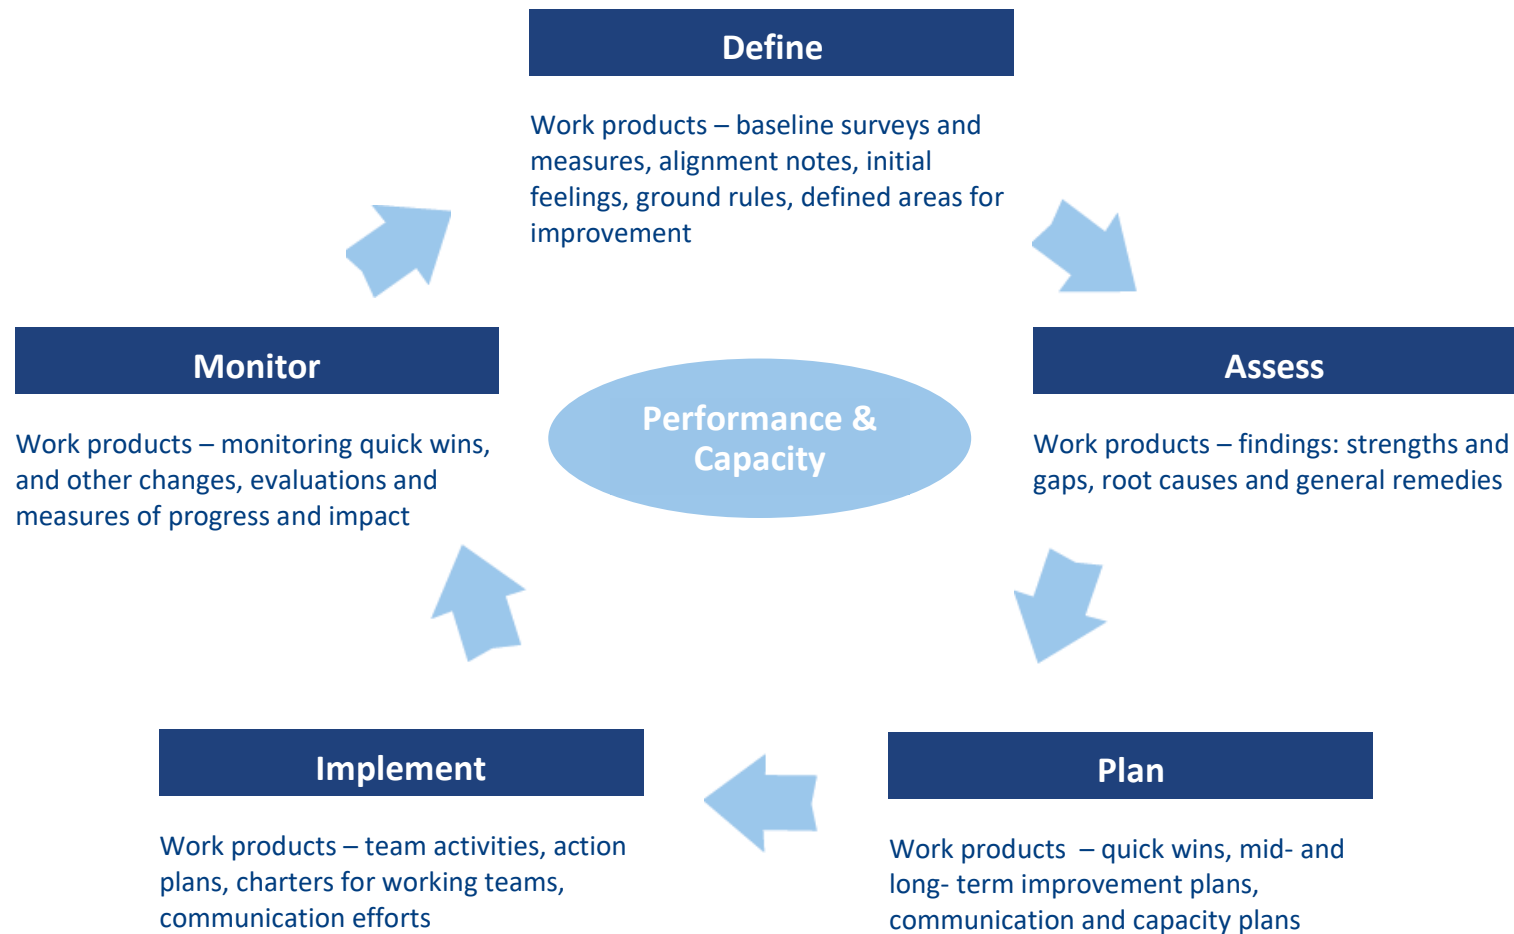 Define
Work products – baseline surveys and
measures, alignment notes, initial
feelings, ground rules, defined areas for
improvement
Monitor
Work products – monitoring quick wins,
and other changes, evaluations and
measures of progress and impact
Performance &
Capacity
Assess
Work products – findings: strengths and
gaps, root causes and general remedies
Implement
Work products – team activities, action
plans, charters for working teams,
communication efforts
Plan
Work products  – quick wins, mid- and
long- term improvement plans,
communication and capacity plans